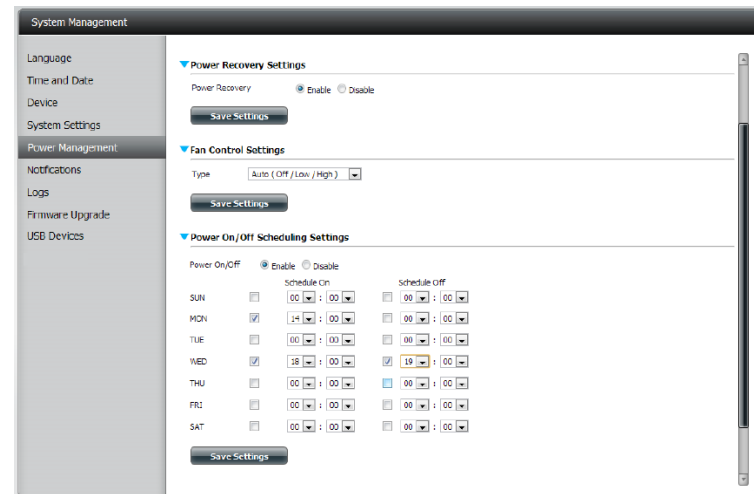 System Management
Language
Time and Date
Device
System Settings
Power Management
Notifications
Logs
Firmware Upgrade
USB Devices
Power Recovery Settings
Power Recovery Enable Disable
Save Settings
Fan Control Settings
Type Auto ( Off / Low / High )
Save Settings
Power On/Off Scheduling Settings
Power On/Off Enable Disable
Schedule On Schedule Off
SUN 00 : 00 00 : 00
MON 14 : 00 00 : 00
TUE 00 : 00 00 : 00
WED 18 : 00 19 : 00
THU 00 : 00 00 : 00
FRI 00 : 00 00 : 00
SAT 00 : 00 00 : 00
Save Settings